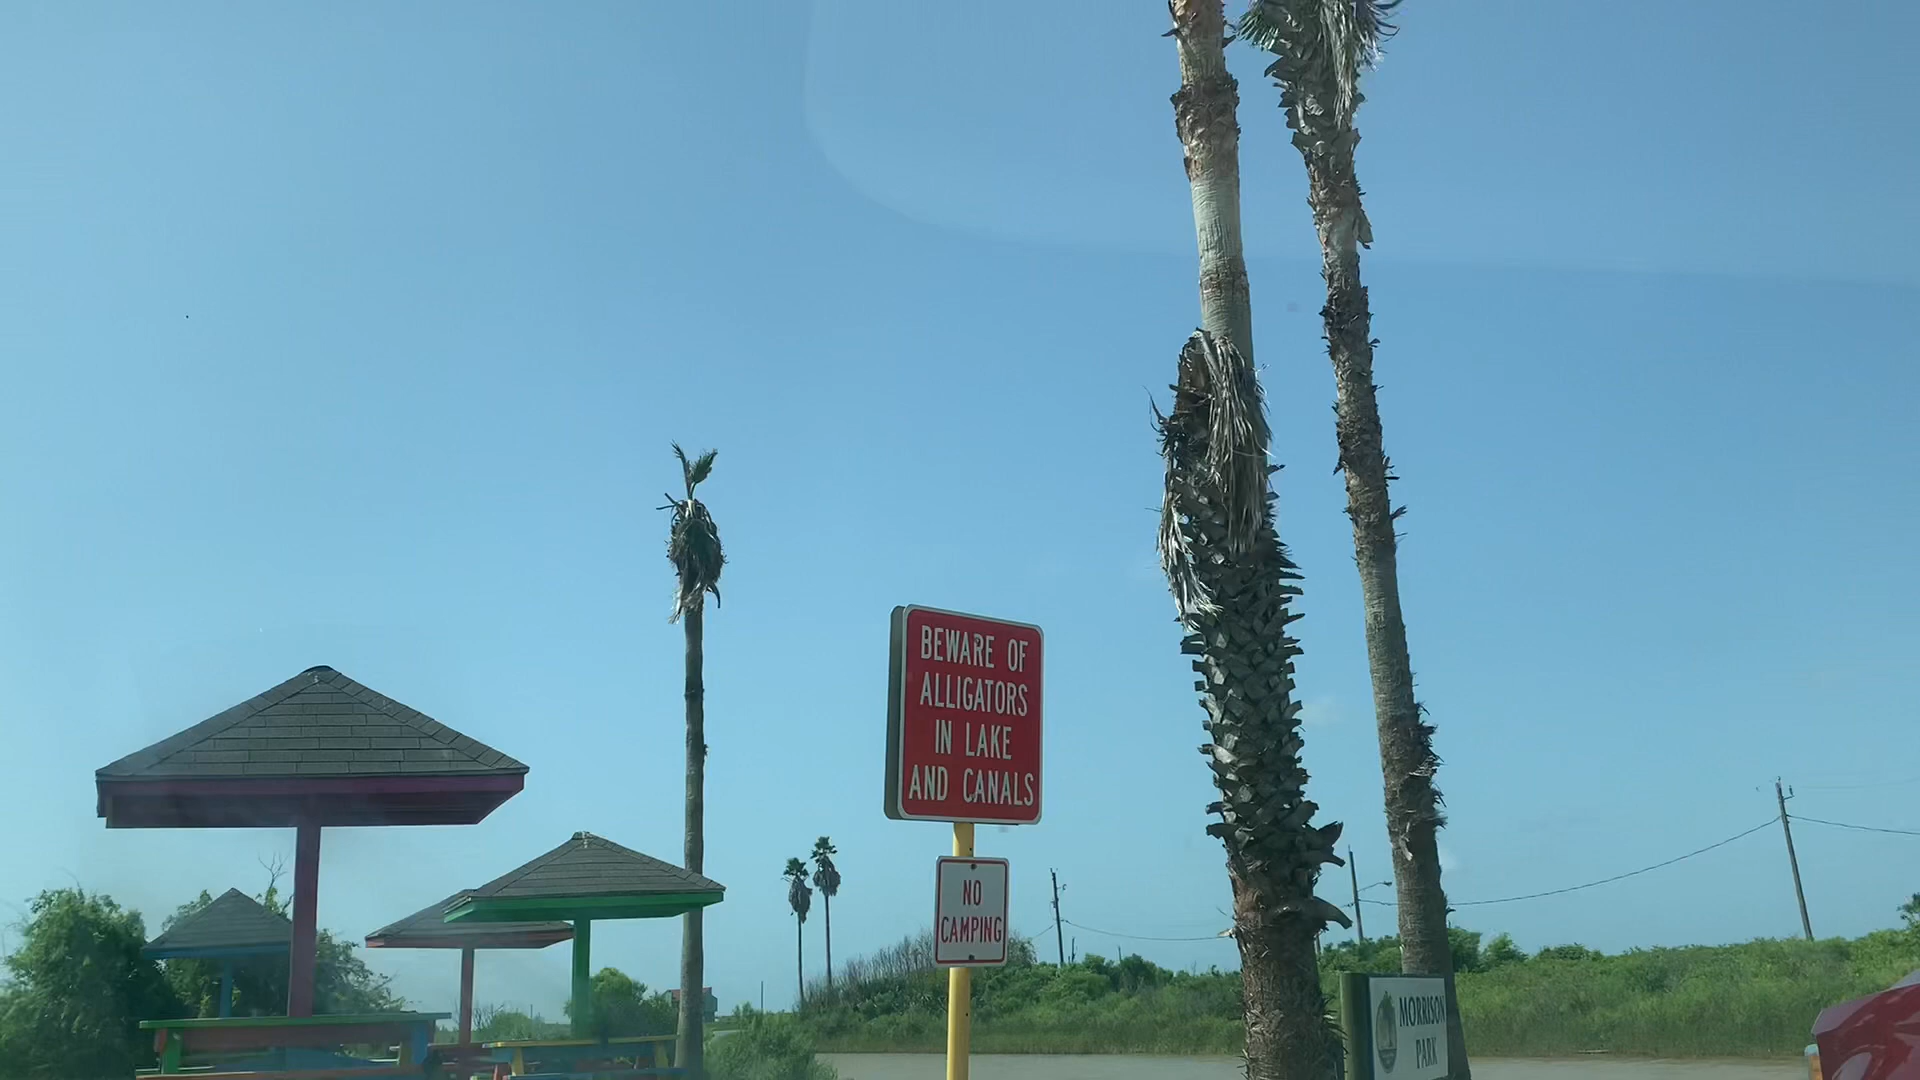 BEWARE OF
ALLIGATORS
IN LAKE
AND CANALS
NO
CAMPING
MORRISON
PARK